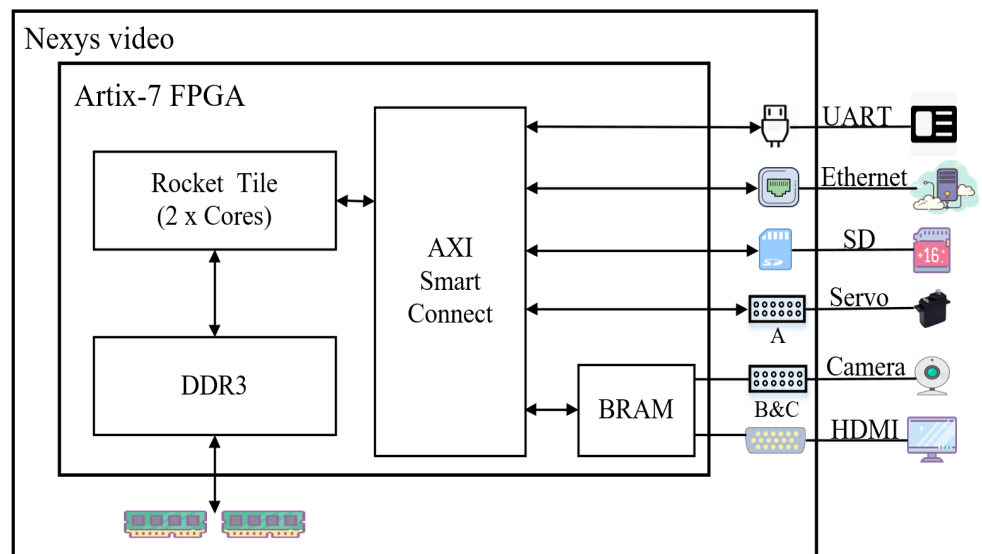 Nexys video
Artix-7 FPGA
Rocket Tile
(2 x Cores)
DDR3
AXI
Smart
Connect
BRAM
UART
Ethernet
SD
SD
+16
Servo
A
Camera
B&C
HDMI